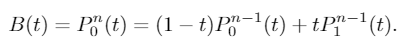 B(t) = P_0^n(t) = (1 − t)P_0^{n−1}(t) + tP_1^{n−1}(t).